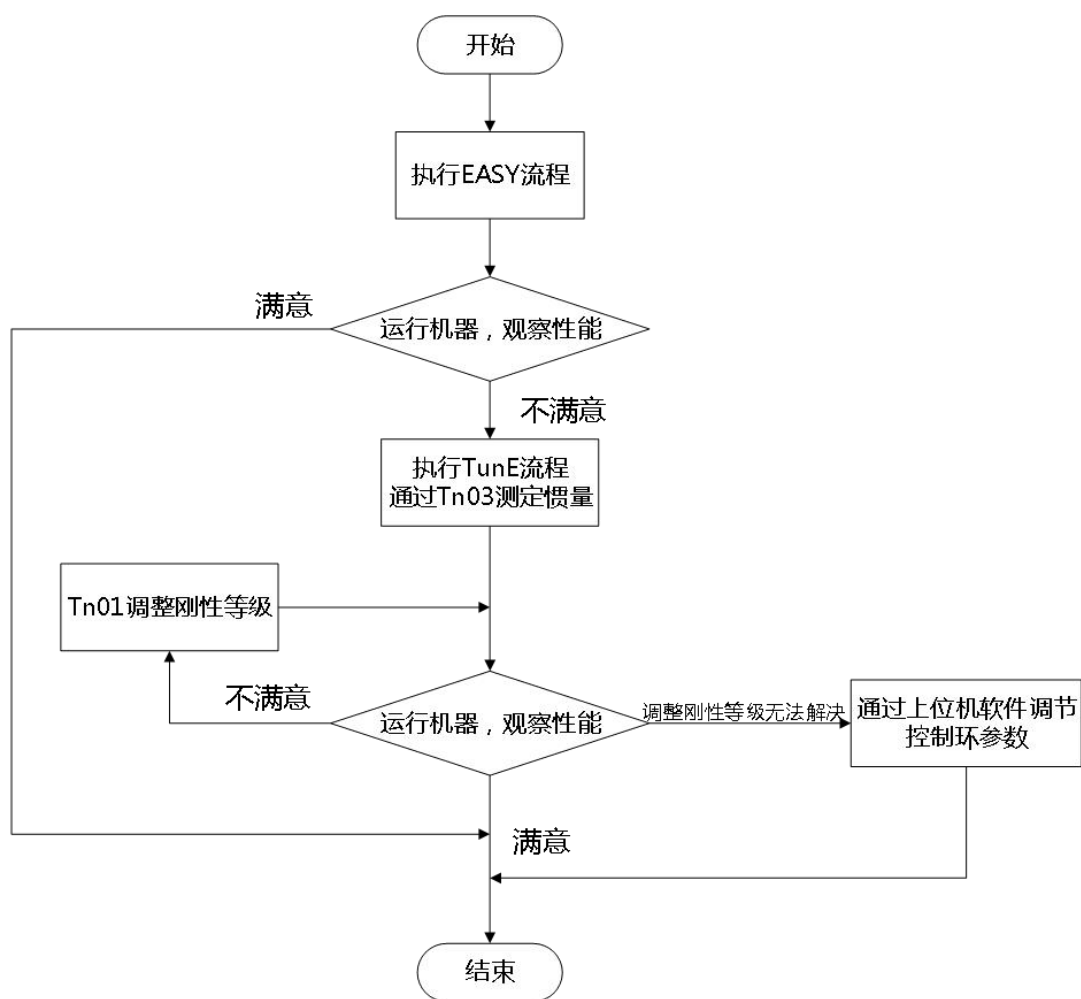 开始
执行EASY流程
满意
运行机器，观察性能
不满意
执行TunE流程
通过Tn03测定惯量
Tn01调整刚性等级
不满意
运行机器，观察性能
调整刚性等级无法解决
通过上位机软件调节
控制环参数
满意
结束